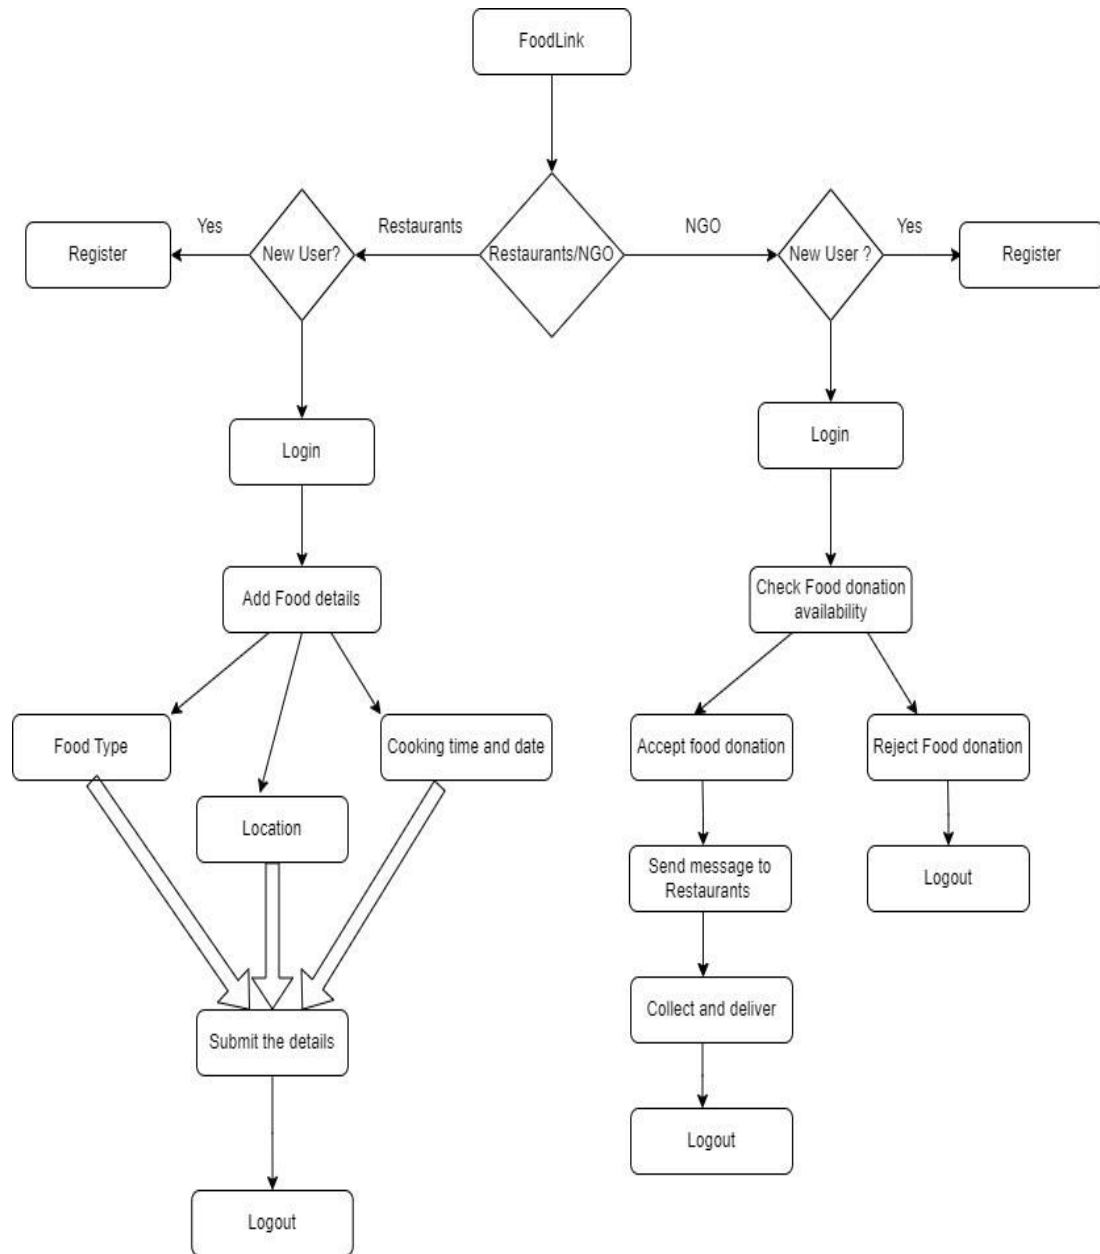 FoodLink
Yes
Restaurants
NGO
Yes
Register
New User?
Restaurants/NGO
New User ?
Register
Login
Login
Add Food details
Check Food donation
availability
Food Type
Cooking time and date
Accept food donation
Reject Food donation
Location
Send message to
Restaurants
Logout
Collect and deliver
Submit the details
Logout
Logout